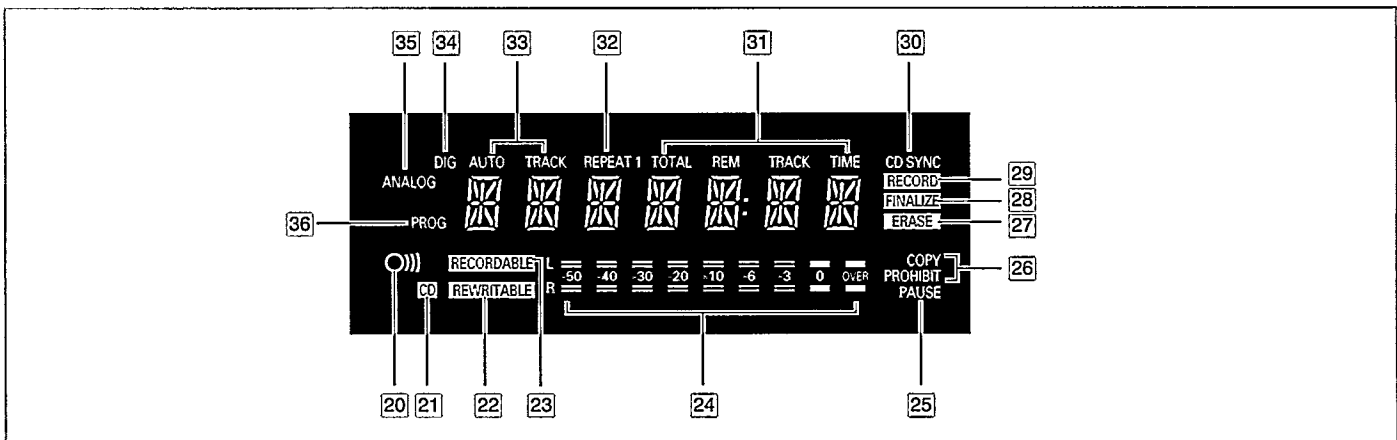 35 34 33 32 31 30
DIG AUTO TRACK REPEAT 1 TOTAL REM TRACK TIME CD SYNC
ANALOG RECORD 29
FINALIZE 28
36 PROG ERASE 27
RECORDABLE L -50 -40 -30 -20 -10 -6 -3 0 OVER COPY
PROHIBIT 26
CD REWRITABLE R PAUSE
20 21 22 23 24 25